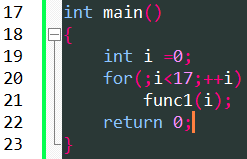 17 int main()
18 {
19 int i =0;
20 for(;i<17;++i)
21 func1(i);
22 return 0;
23 }